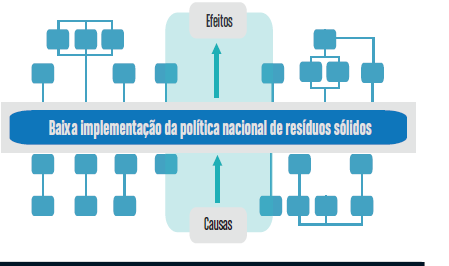 Efeitos
Baixa implementação da política nacional de resíduos sólidos
Causas